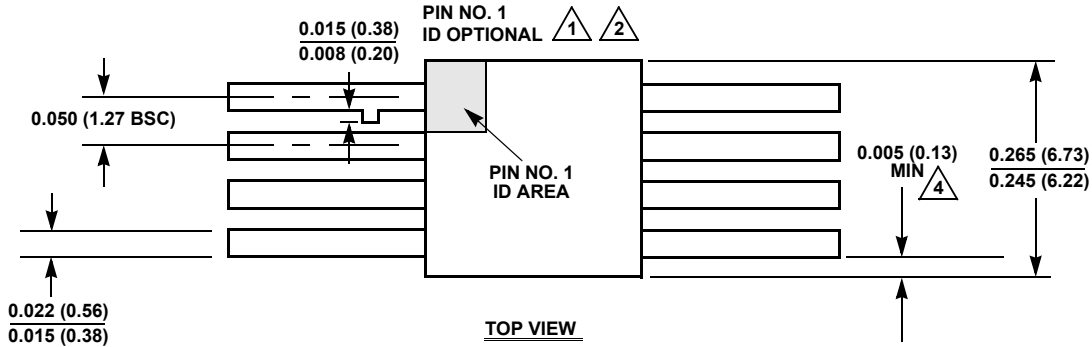 PIN NO. 1
ID OPTIONAL 1 2
0.015 (0.38)
0.008 (0.20)
0.050 (1.27 BSC)
PIN NO. 1
ID AREA
0.005 (0.13)
MIN 4
0.265 (6.73)
0.245 (6.22)
0.022 (0.56)
0.015 (0.38)
TOP VIEW